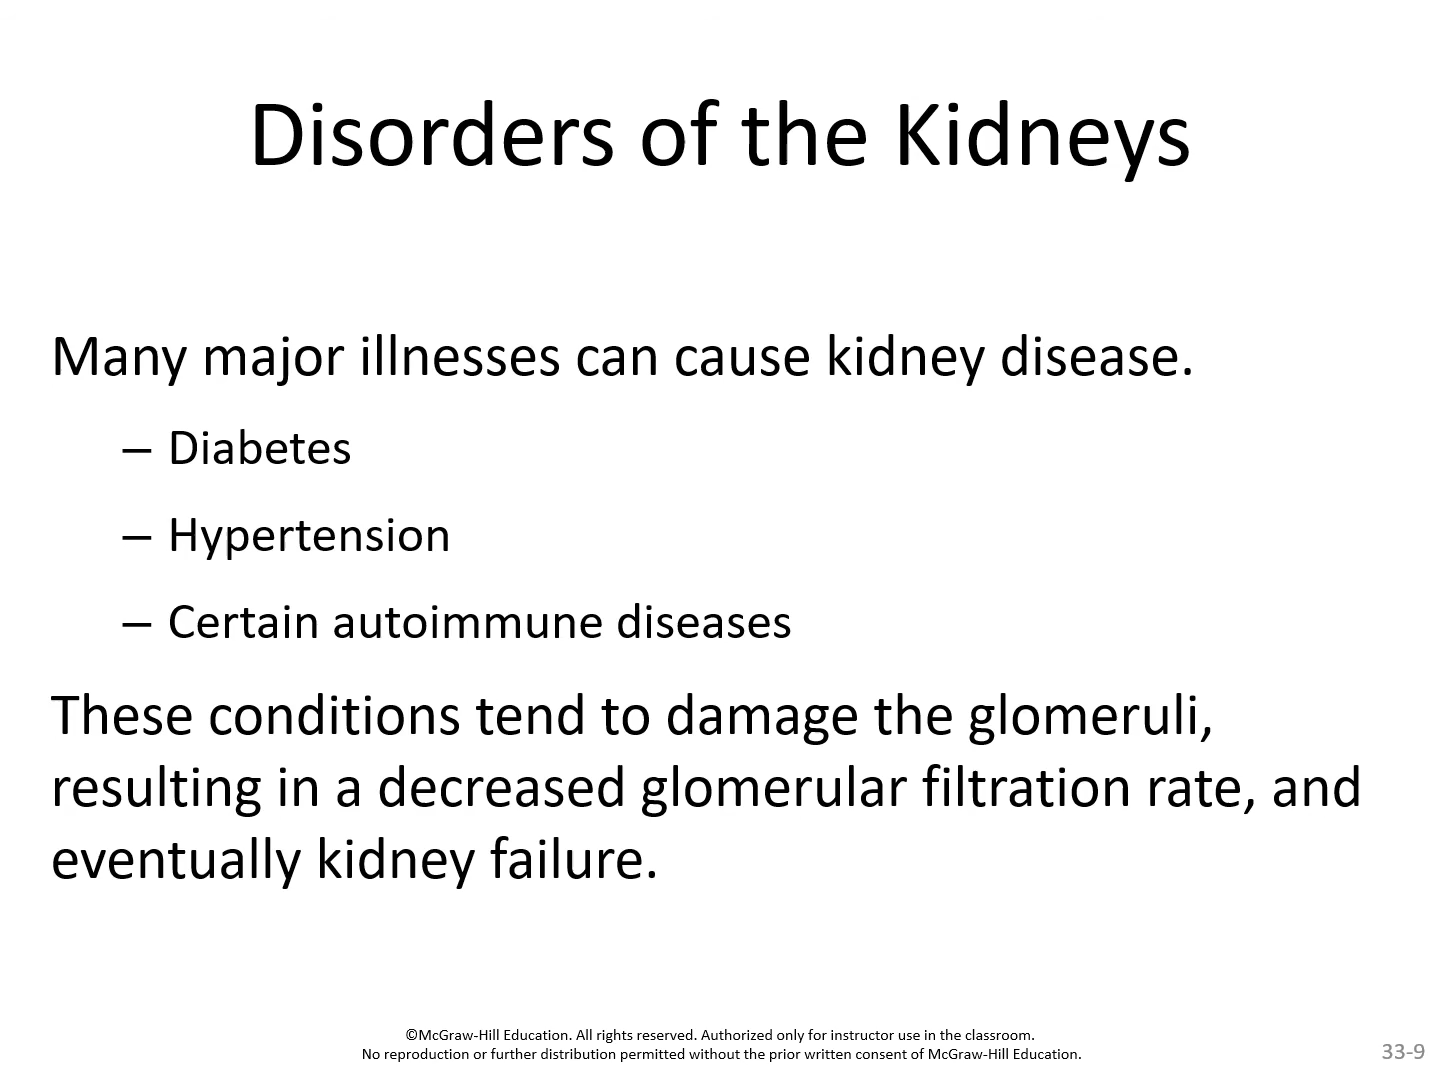 Disorders of the Kidneys
Many major illnesses can cause kidney disease.
– Diabetes
– Hypertension
– Certain autoimmune diseases
These conditions tend to damage the glomeruli,
resulting in a decreased glomerular filtration rate, and
eventually kidney failure.
©McGraw-Hill Education. All rights reserved. Authorized only for instructor use in the classroom.
No reproduction or further distribution permitted without the prior written consent of McGraw-Hill Education.
33-9